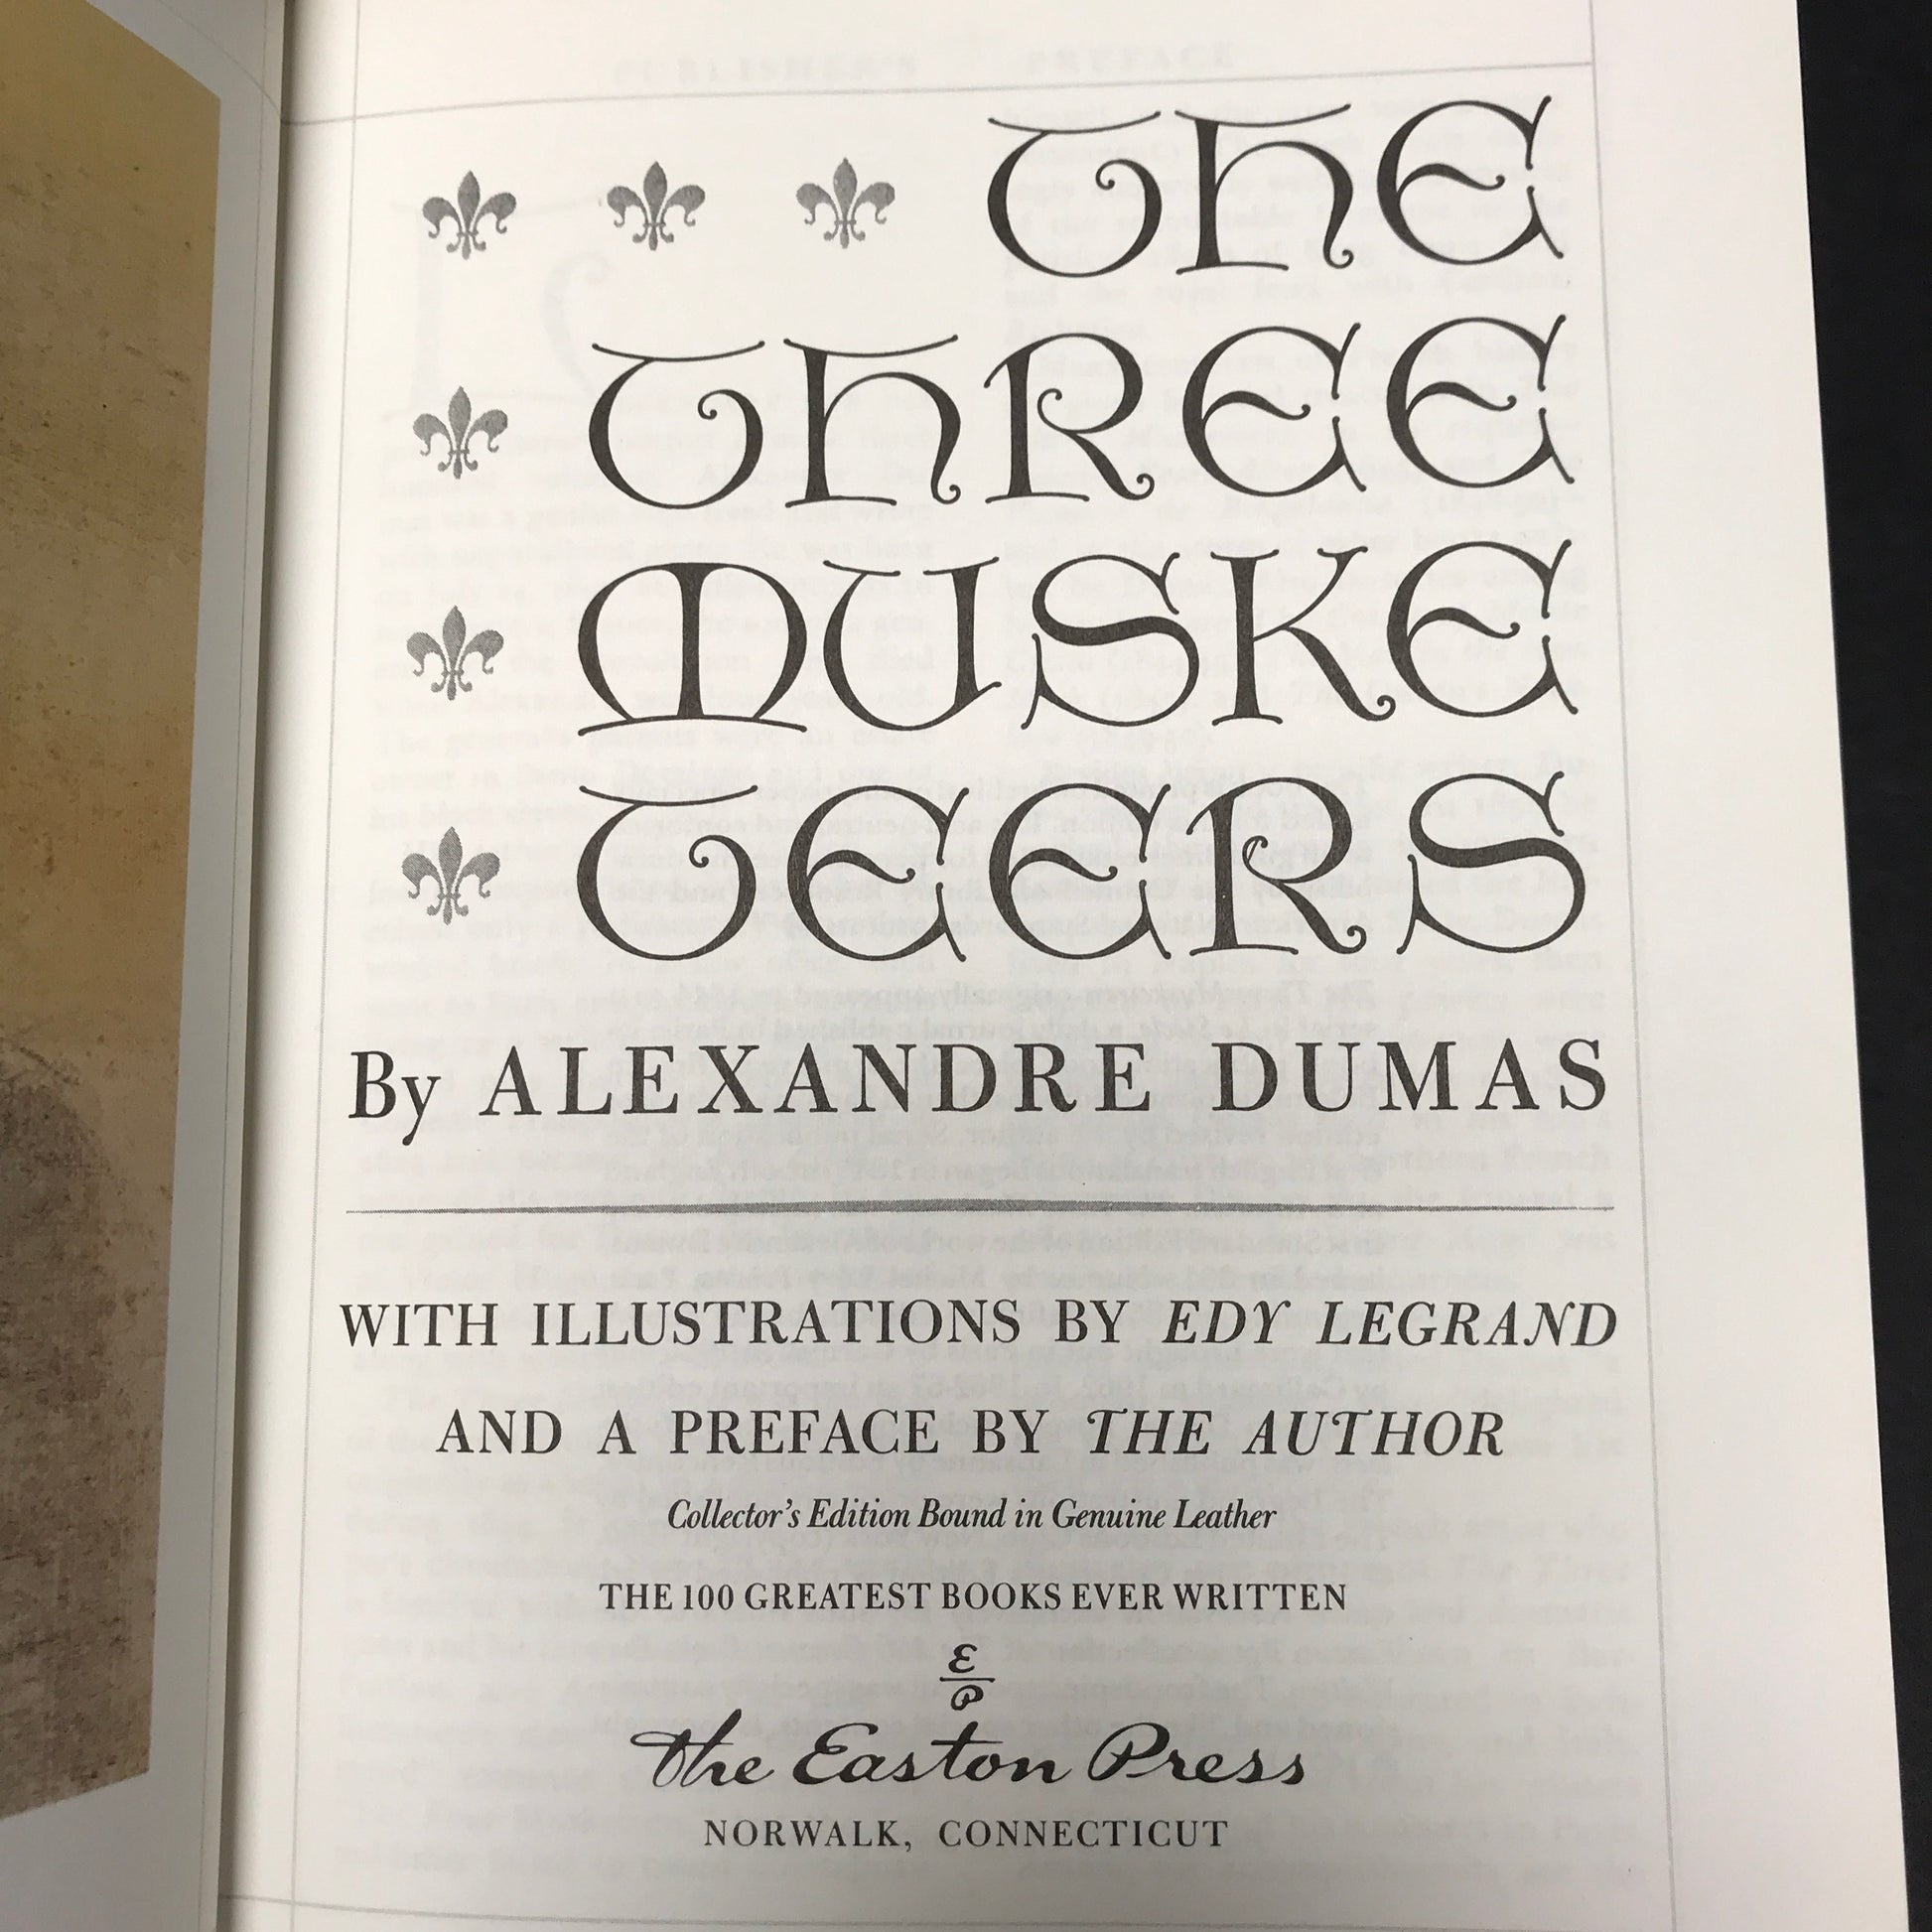 THE
THREE
MUSKE
TEERS
By ALEXANDRE DUMAS
WITH ILLUSTRATIONS BY EDY LEGRAND
AND A PREFACE BY THE AUTHOR
Collector's Edition Bound in Genuine Leather
THE 100 GREATEST BOOKS EVER WRITTEN
EP
The Easton Press
NORWALK, CONNECTICUT